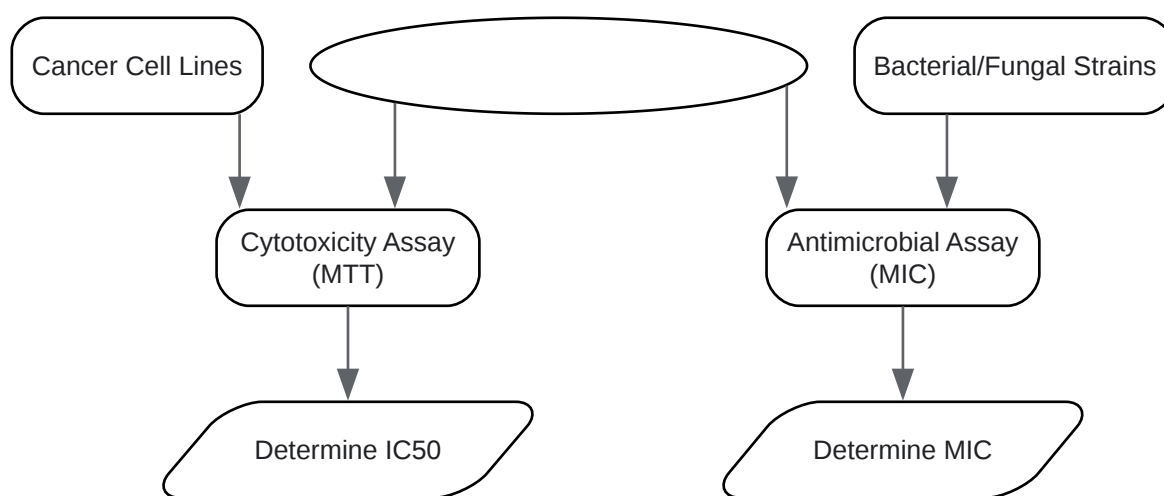 Cancer Cell Lines
Bacterial/Fungal Strains
Cytotoxicity Assay
(MTT)
Antimicrobial Assay
(MIC)
Determine IC50
Determine MIC